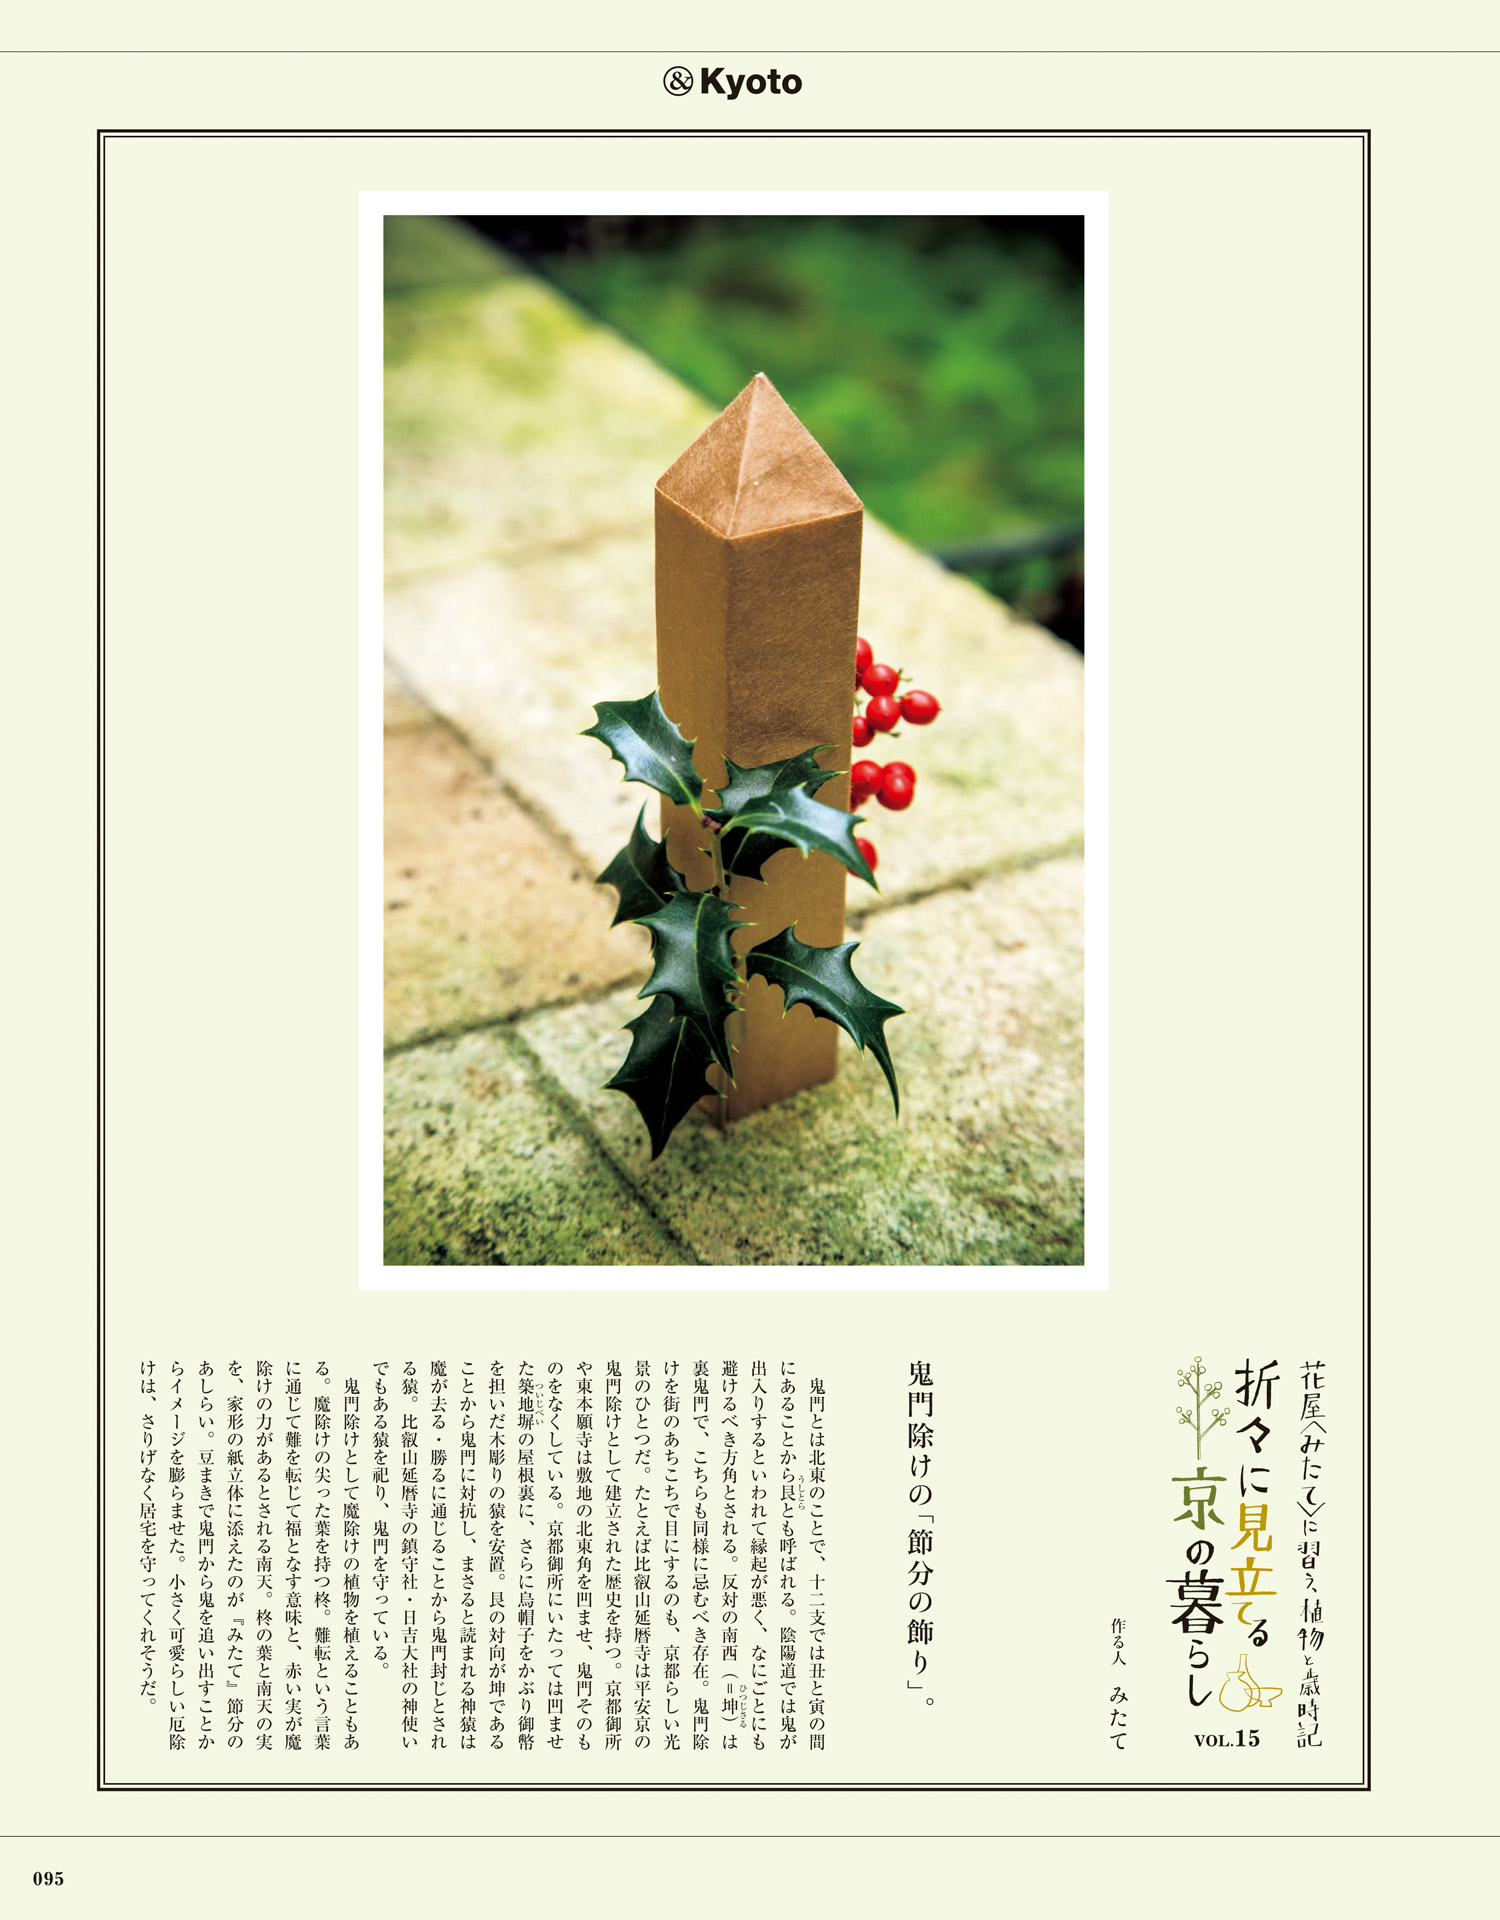 & Kyoto
花屋〈みたて〉に習う、植物と歳時記
折々に見立てる
京の暮らし
VOL.15
作る人 みたて
鬼門除けの「節分の飾り」。
鬼門とは北東のことで、十二支では丑と寅の間
にあることから艮とも呼ばれる。陰陽道では鬼が
うしとら
出入りするといわれて縁起が悪く、なにごとにも
避けるべき方角とされる。反対の南西（＝坤）は
ひつじさる
裏鬼門で、こちらも同様に忌むべき存在。鬼門除
けを街のあちこちで目にするのも、京都らしい光
景のひとつだ。たとえば比叡山延暦寺は平安京の
鬼門除けとして建立された歴史を持つ。京都御所
や東本願寺は敷地の北東角を凹ませ、鬼門そのも
のをなくしている。京都御所にいたっては凹ませ
た築地塀の屋根裏に、さらに烏帽子をかぶり御幣
ついじべい
を担いだ木彫りの猿を安置。艮の対向が坤である
ことから鬼門に対抗し、まさると読まれる神猿は
魔が去る・勝るに通じることから鬼門封じとされ
る猿。比叡山延暦寺の鎮守社・日吉大社の神使い
でもある猿を祀り、鬼門を守っている。
鬼門除けとして魔除けの植物を植えることもあ
る。魔除けの尖った葉を持つ柊。難転という言葉
に通じて難を転じて福となす意味と、赤い実が魔
除けの力があるとされる南天。柊の葉と南天の実
を、家形の紙立体に添えたのが『みたて』節分の
あしらい。豆まきで鬼門から鬼を追い出すことか
らイメージを膨らませた。小さく可愛らしい厄除
けは、さりげなく居宅を守ってくれそうだ。
095